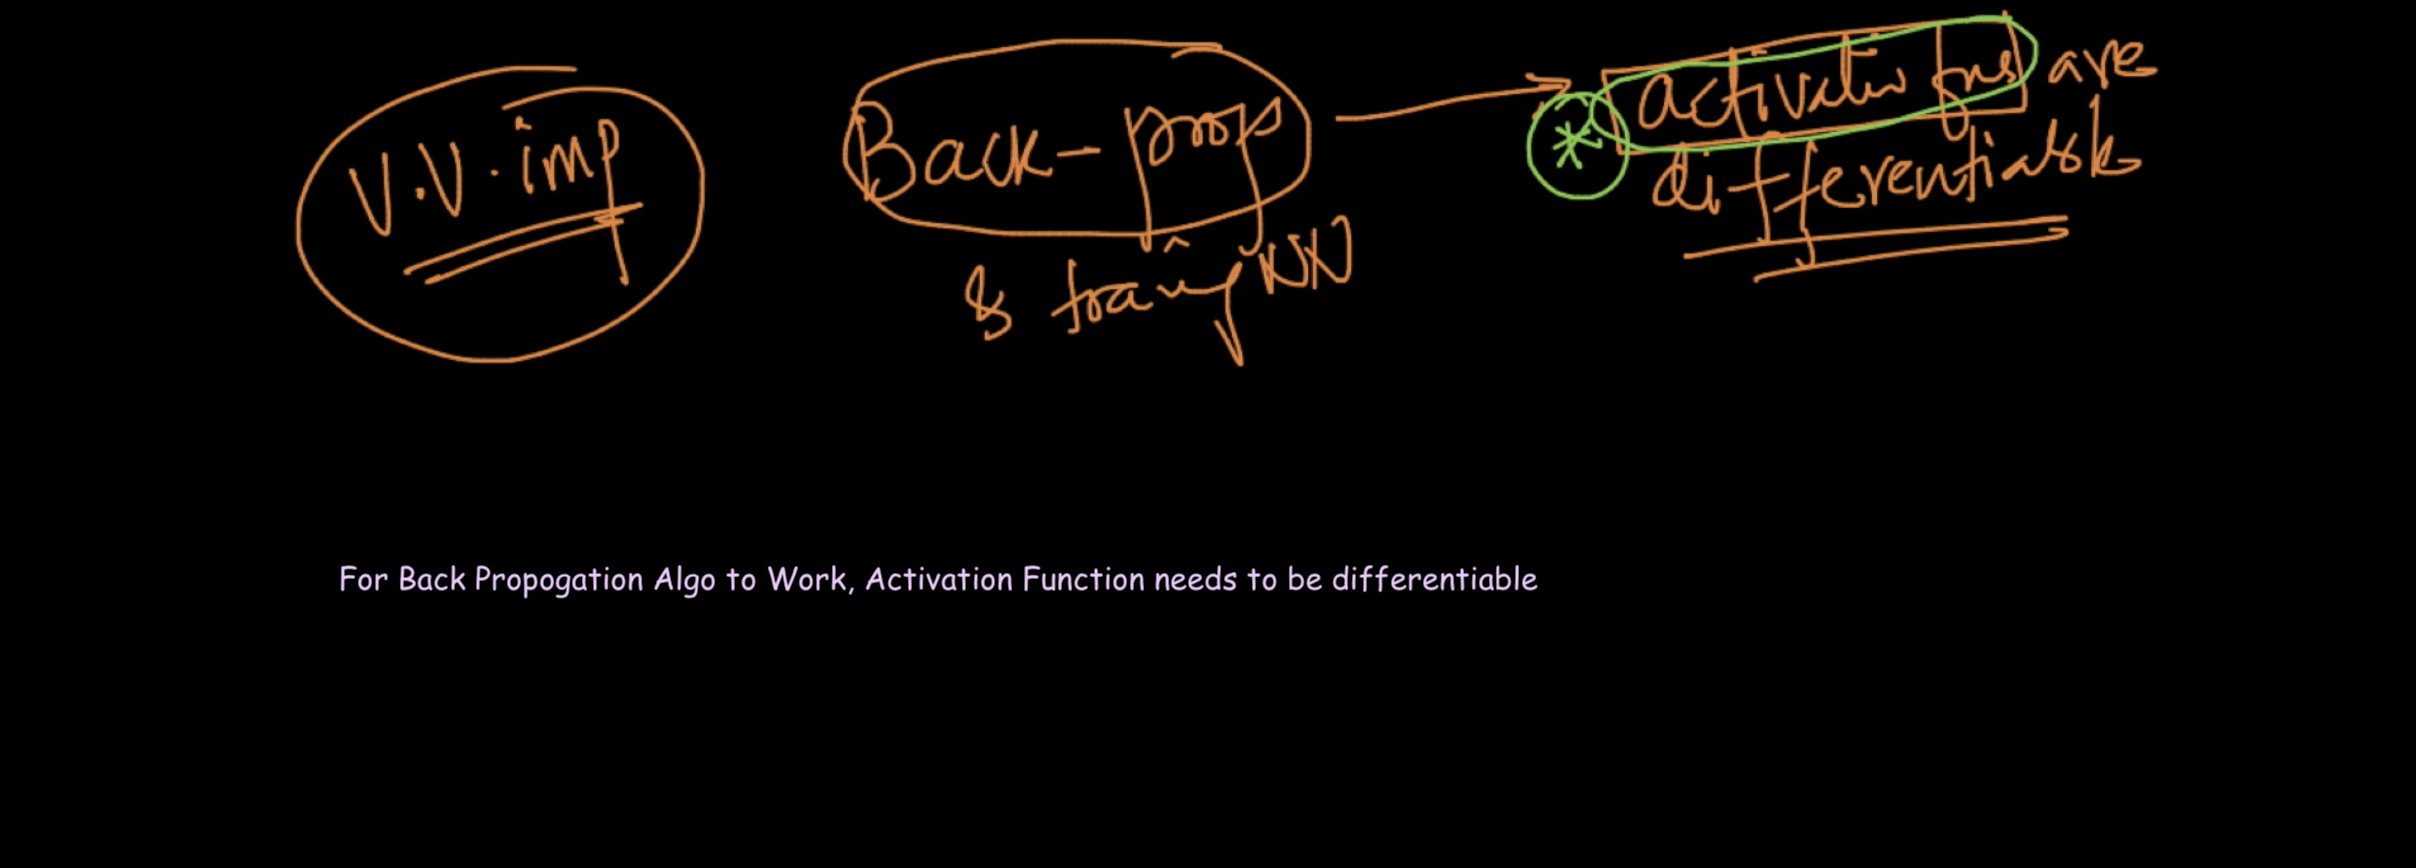 V.V.imp
Back-prop
& traing NN
* activatin fns are
differentiable
For Back Propogation Algo to Work, Activation Function needs to be differentiable